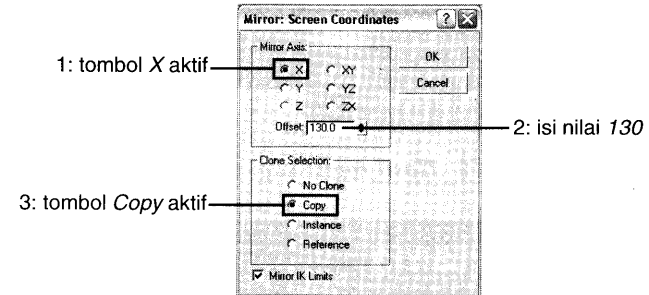 Mirror: Screen Coordinates
Mirror Axis:
1: tombol X aktif
X XY
Y YZ
Z ZX
OK
Cancel
Offset: 130.0
2: isi nilai 130
Clone Selection:
No Clone
3: tombol Copy aktif
Copy
Instance
Reference
Mirror IK Limits